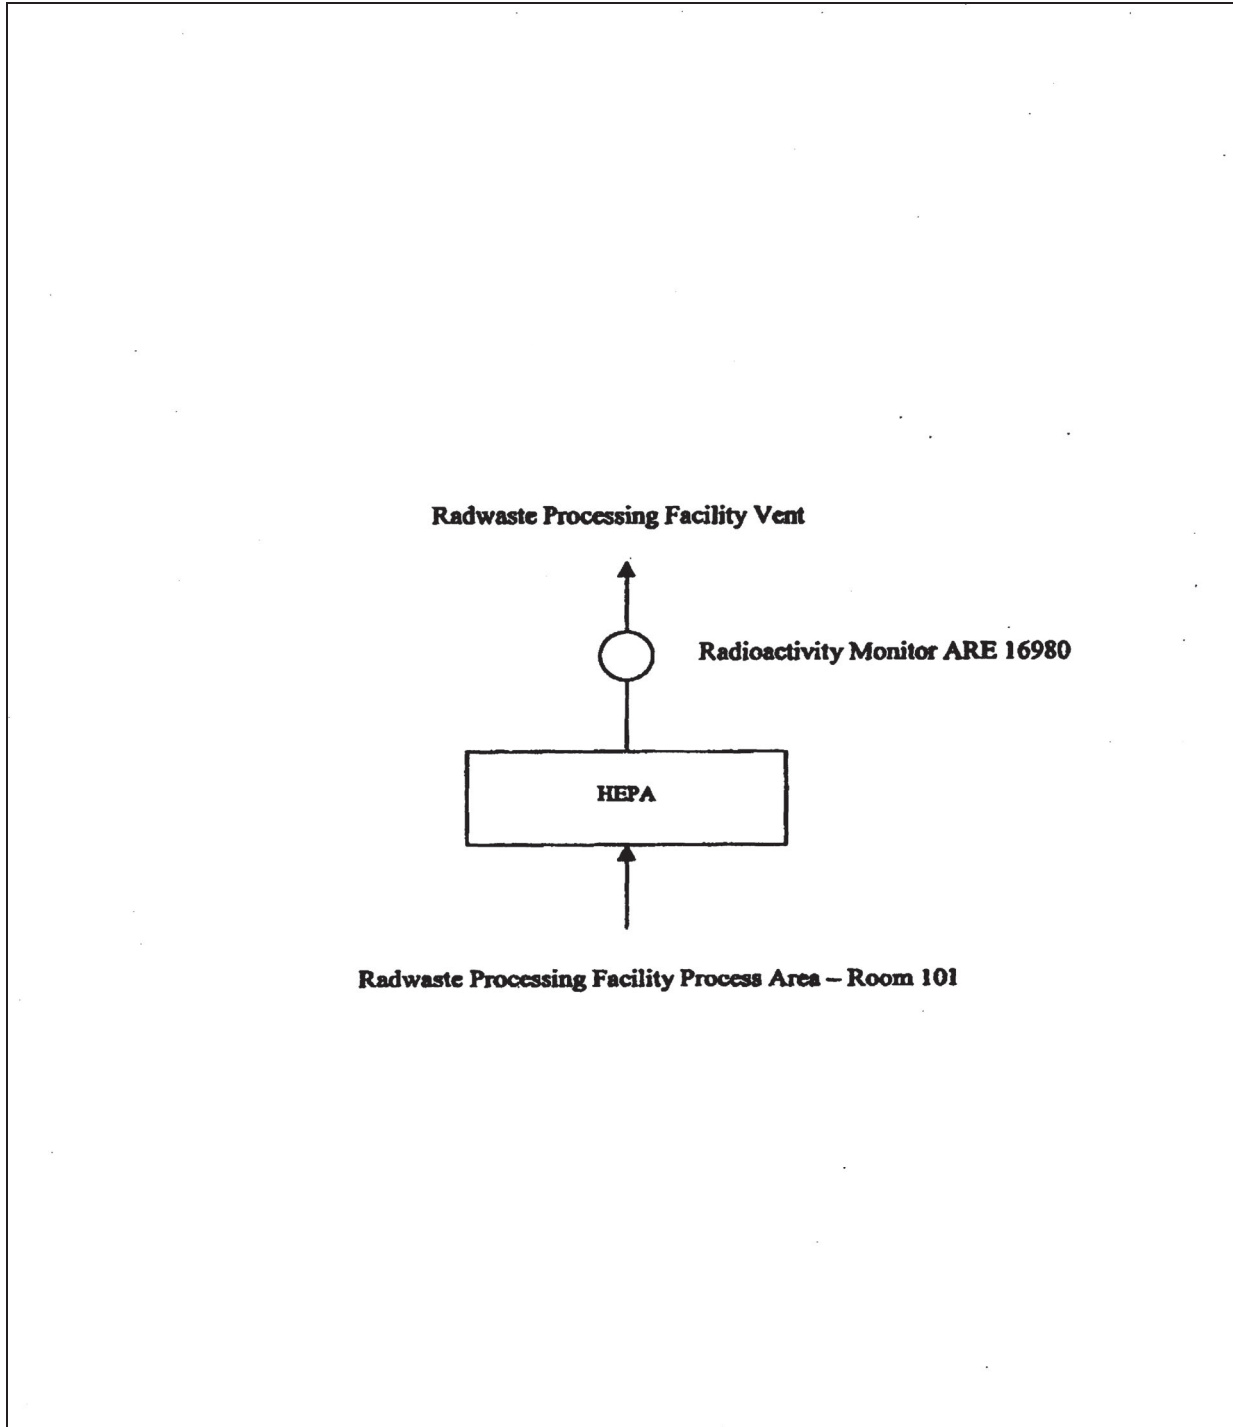 Radwaste Processing Facility Vent
Radioactivity Monitor ARE 16980
HEPA
Radwaste Processing Facility Process Area – Room 101